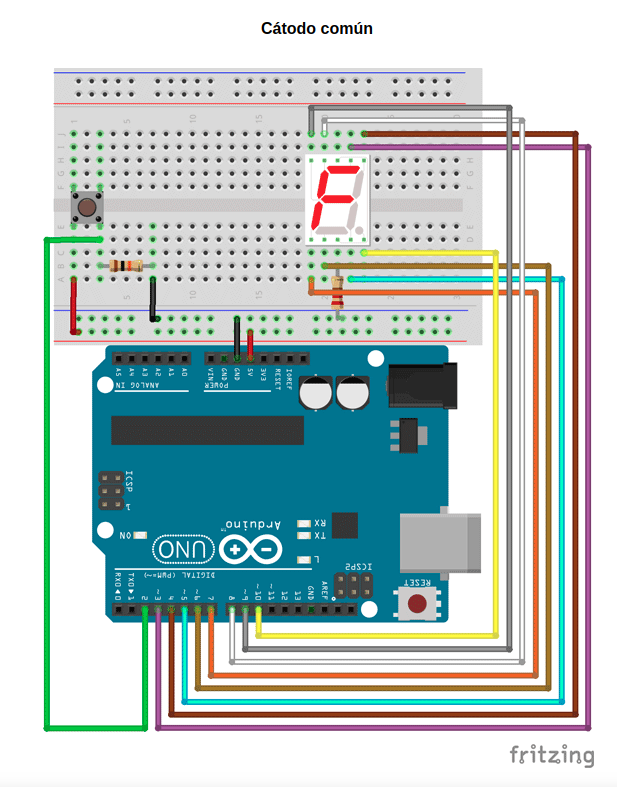 Cátodo común
1 5 10 15
J
I
H
G
F
E
D
C
B
A
5 15
A5 A4 A3 A2 A1 A0 VIN GND GND 5V 3V3 RESET IOREF
ANALOG IN POWER
ICSP
1
ON
UNO
Arduino
TM
RX
TX
L
ICSP2
DIGITAL (PWM=~)
RX0◄0 TX0►1 2 ~3 4 ~5 ~6 7 8 ~9 ~10 ~11 12 13 GND AREF
RESET
fritzing